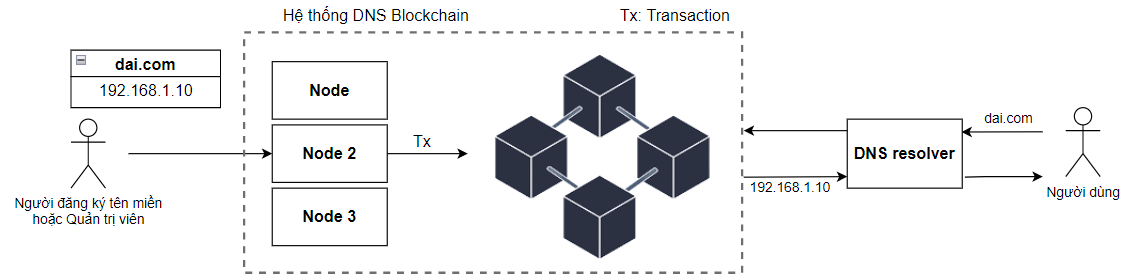 Hệ thống DNS Blockchain
Tx: Transaction
dai.com
192.168.1.10
Người đăng ký tên miền
hoặc Quản trị viên
Node
Node 2
Node 3
Tx
192.168.1.10
DNS resolver
dai.com
Người dùng